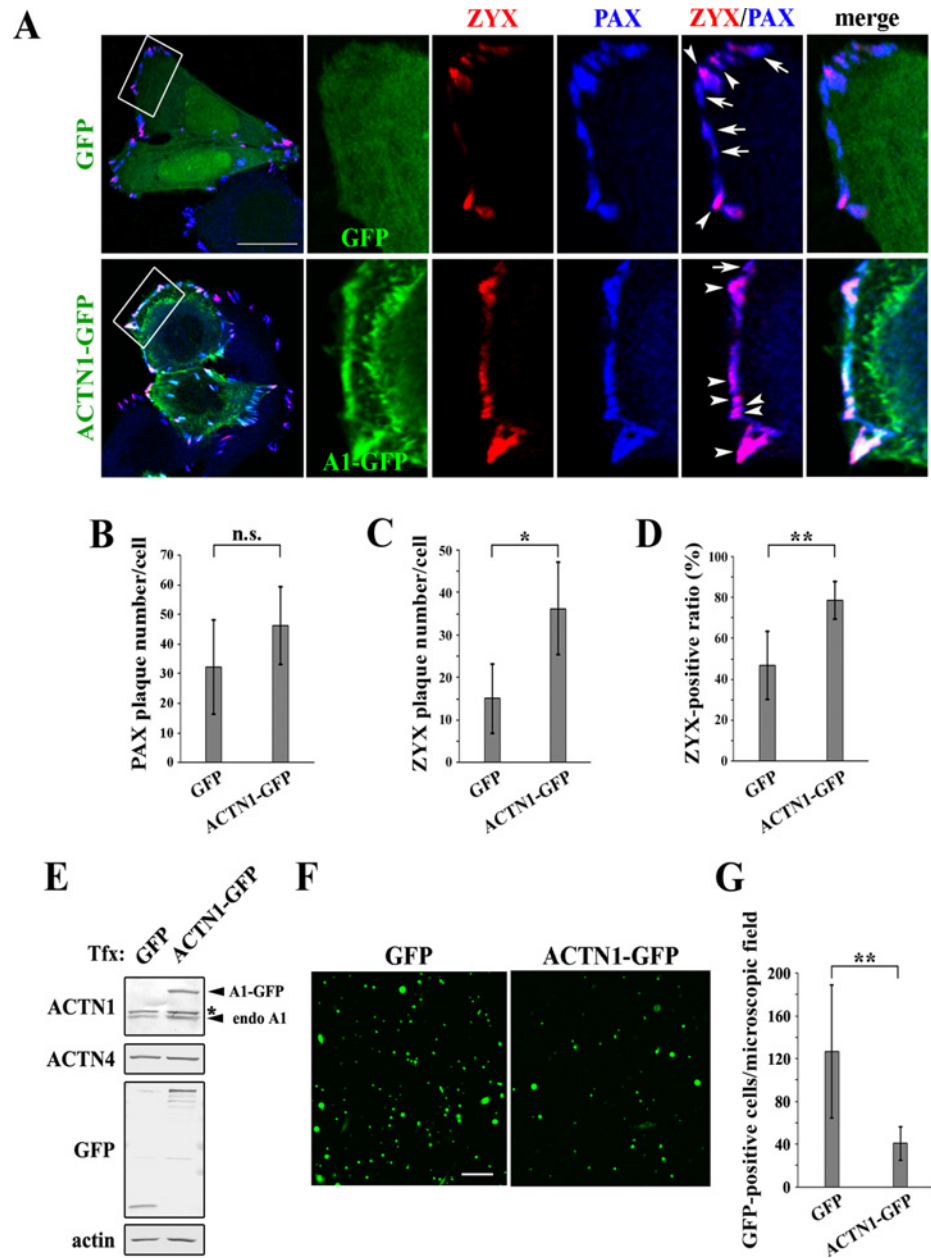 A
ZYX
PAX
ZYX/PAX
merge
GFP
GFP
ACTN1-GFP
A1-GFP
B
n.s.
PAX plaque number/cell
70
60
50
40
30
20
10
0
GFP
ACTN1-GFP
C
*
ZYX plaque number/cell
50
40
30
20
10
0
GFP
ACTN1-GFP
D
**
ZYX-positive ratio (%)
100
80
60
40
20
0
GFP
ACTN1-GFP
E
Tfx:
GFP
ACTN1-GFP
ACTN1
A1-GFP
*
endo A1
ACTN4
GFP
actin
F
GFP
ACTN1-GFP
G
**
GFP-positive cells/microscopic field
200
160
120
80
40
0
GFP
ACTN1-GFP